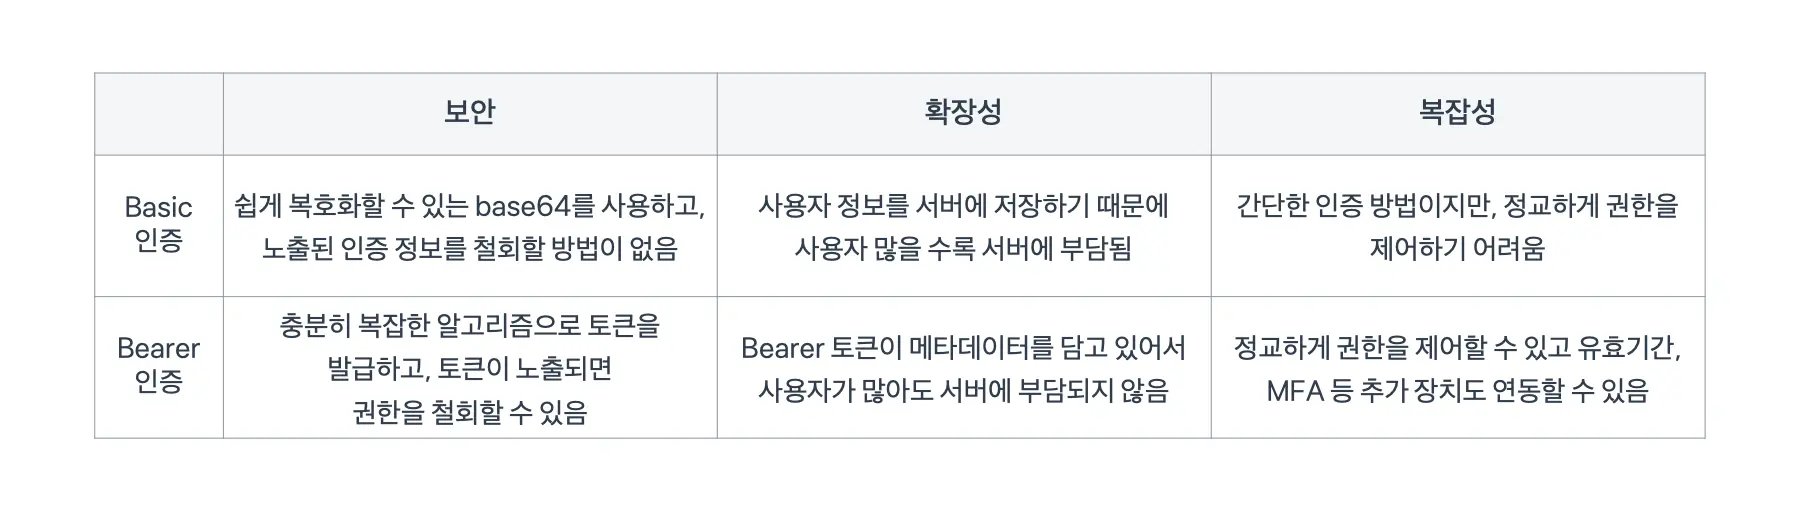 보안
확장성
복잡성
Basic
인증
쉽게 복호화할 수 있는 base64를 사용하고,
노출된 인증 정보를 철회할 방법이 없음
사용자 정보를 서버에 저장하기 때문에
사용자 많을 수록 서버에 부담됨
간단한 인증 방법이지만, 정교하게 권한을
제어하기 어려움
Bearer
인증
충분히 복잡한 알고리즘으로 토큰을
발급하고, 토큰이 노출되면
권한을 철회할 수 있음
Bearer 토큰이 메타데이터를 담고 있어서
사용자가 많아도 서버에 부담되지 않음
정교하게 권한을 제어할 수 있고 유효기간,
MFA 등 추가 장치도 연동할 수 있음